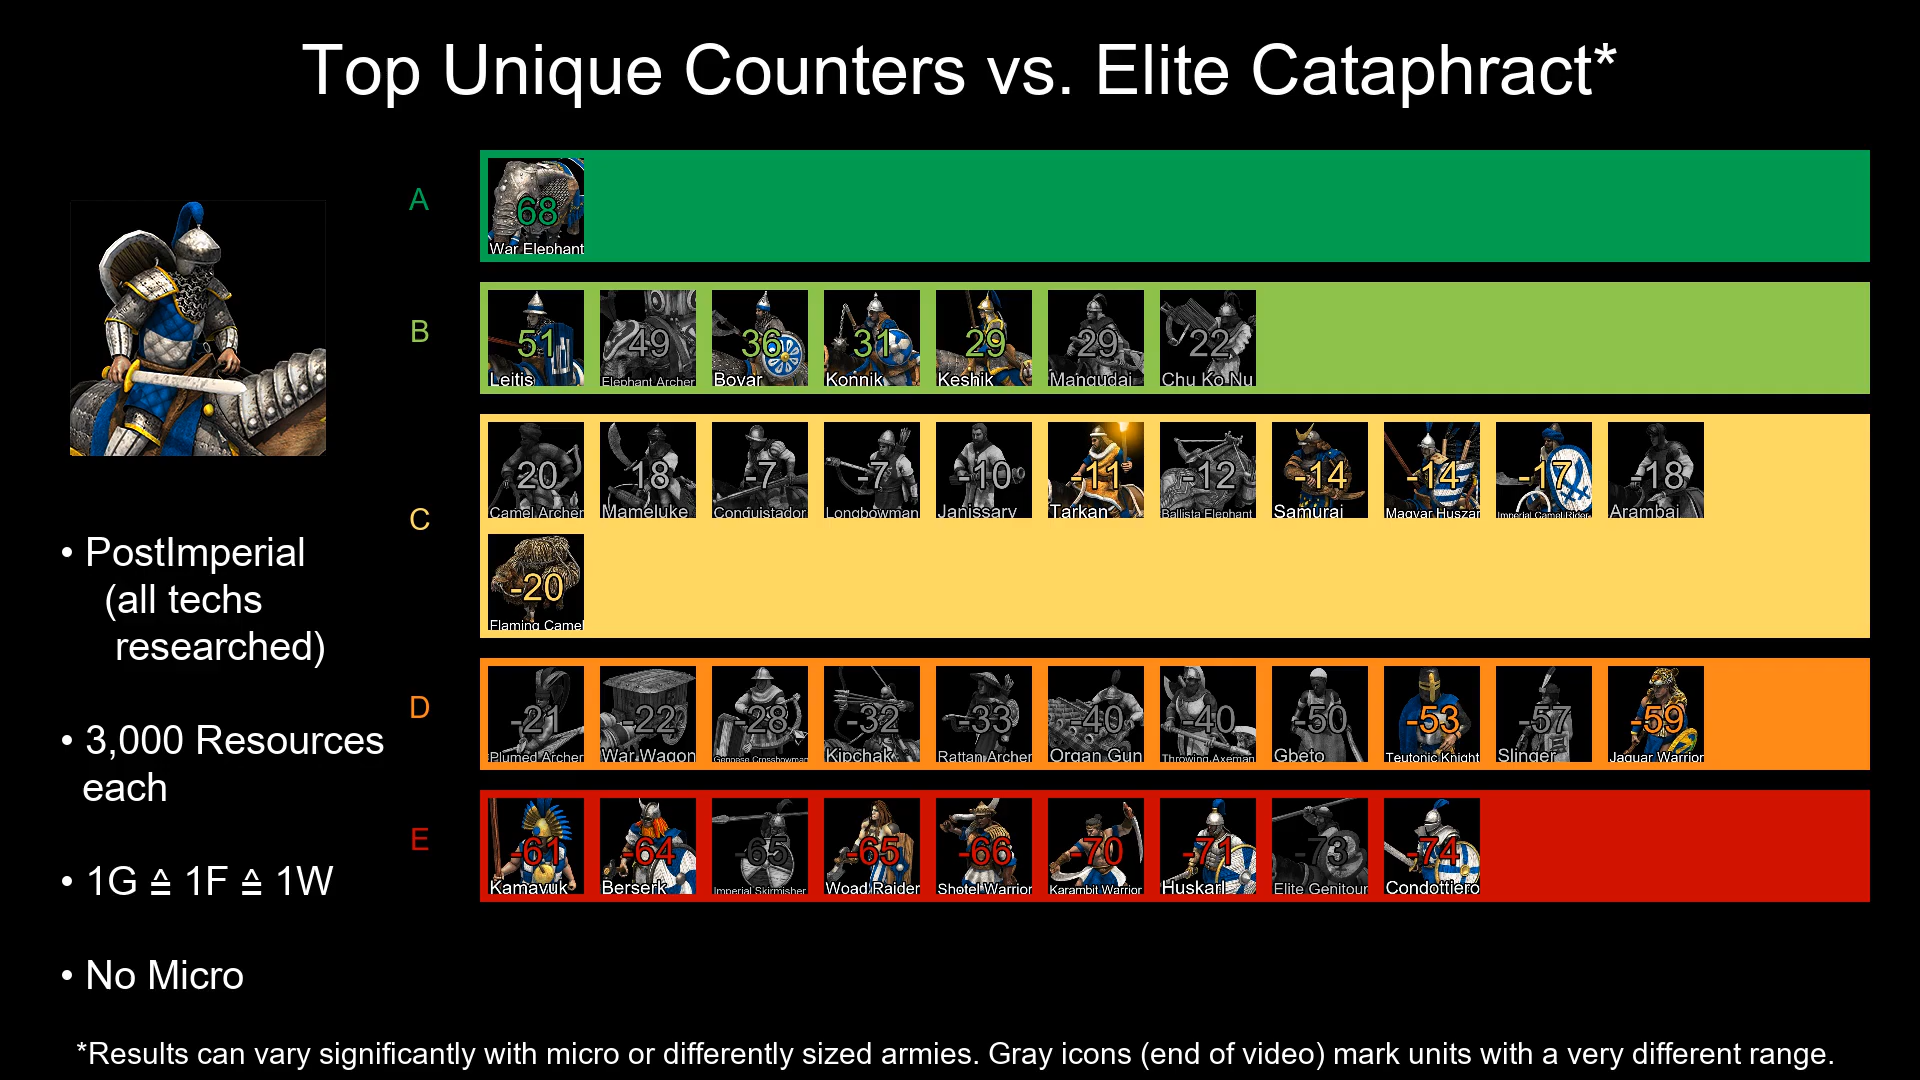 Top Unique Counters vs. Elite Cataphract*
A
68
War Elephant
B
51 49 36 31 29 29 22
Leitis Elephant Archer Boyar Konnik Keshik Mangudai Chu Ko Nu
C
20 18 -7 -7 -10 -11 -12 -14 -14 -17 -18
Camel Archer Mameluke Conquistador Longbowman Janissary Tarkan Ballista Elephant Samurai Magyar Huszar Imperial Camel Rider Arambai
-20
Flaming Camel
D
-21 -22 -28 -32 -33 -40 -40 -50 -53 -57 -59
Plumed Archer War Wagon Genoese Crossbowman Kipchak Rattan Archer Organ Gun Throwing Axeman Gbeto Teutonic Knight Slinger Jaguar Warrior
E
-61 -64 -65 -65 -66 -70 -71 -73 -74
Kamayuk Berserk Imperial Skirmisher Woad Raider Shotel Warrior Karambit Warrior Huskarl Elite Genitour Condottiero
• PostImperial
(all techs
researched)
• 3,000 Resources
each
• 1G ≙ 1F ≙ 1W
• No Micro
*Results can vary significantly with micro or differently sized armies. Gray icons (end of video) mark units with a very different range.